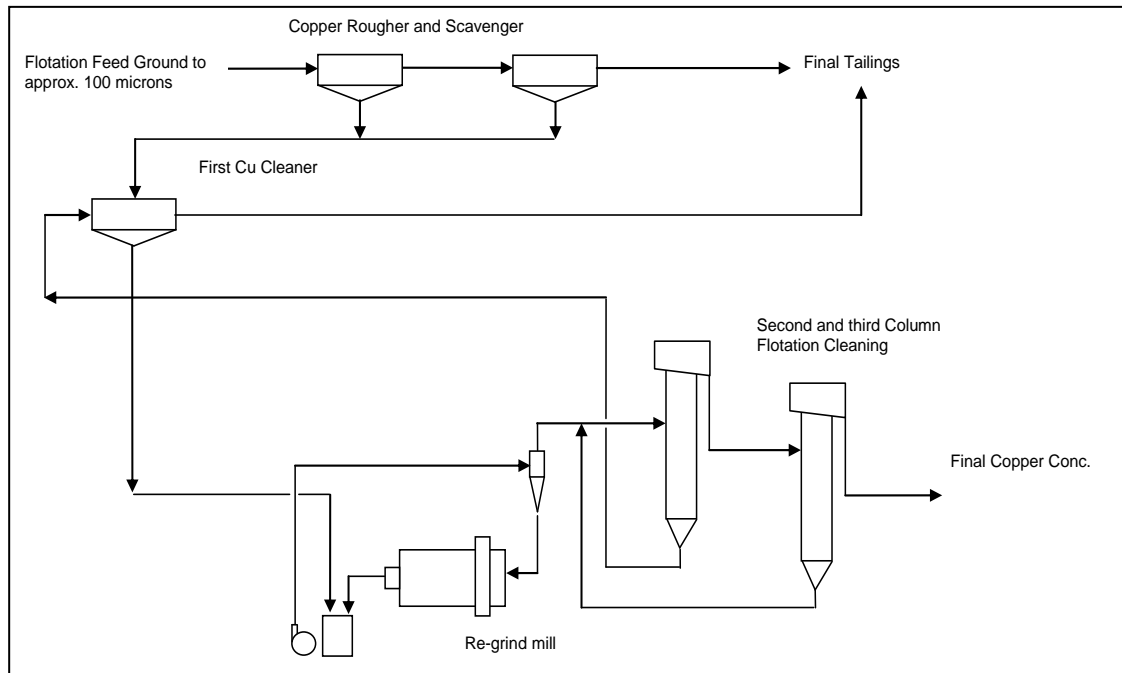 Copper Rougher and Scavenger
Flotation Feed Ground to
approx. 100 microns
Final Tailings
First Cu Cleaner
Second and third Column
Flotation Cleaning
Final Copper Conc.
Re-grind mill